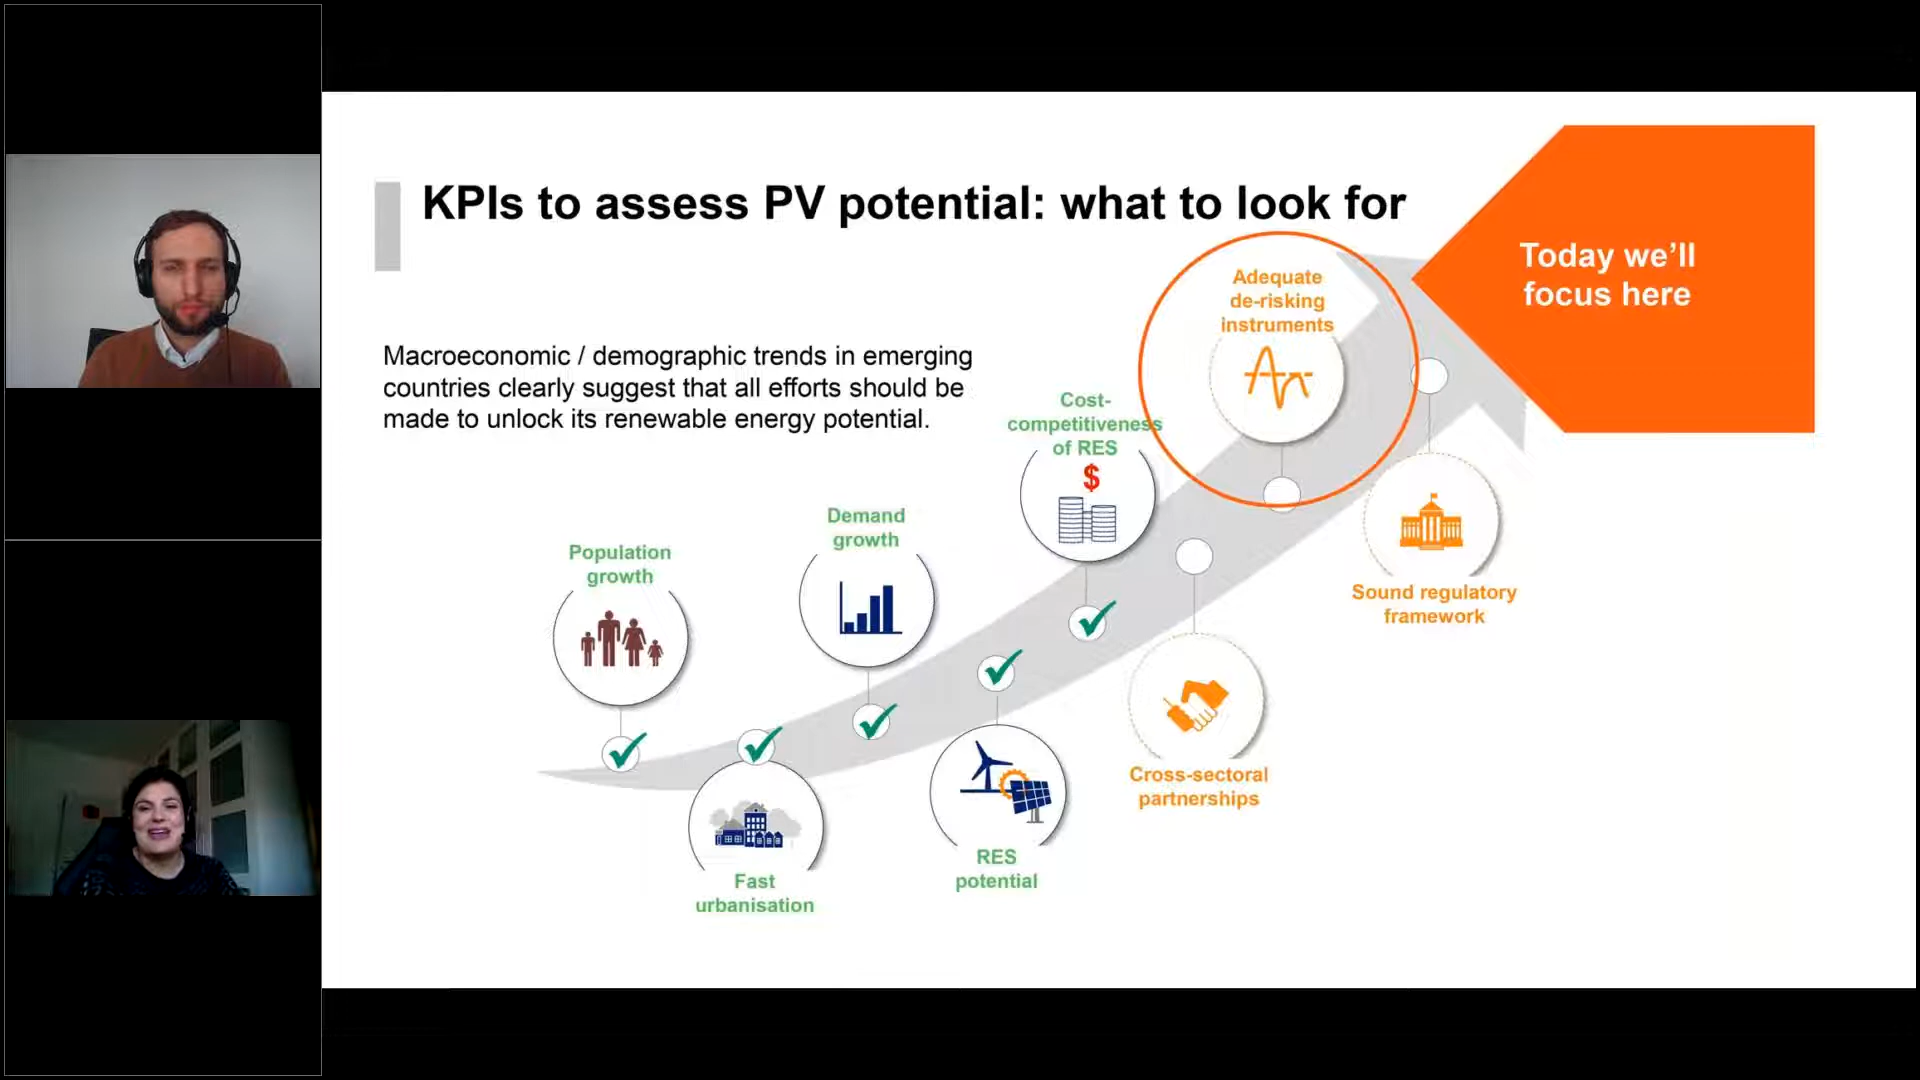 KPIs to assess PV potential: what to look for
Today we'll
focus here
Macroeconomic / demographic trends in emerging
countries clearly suggest that all efforts should be
made to unlock its renewable energy potential.
Adequate
de-risking
instruments
Cost-
competitiveness
of RES
$
Demand
growth
Population
growth
Sound regulatory
framework
Cross-sectoral
partnerships
RES
potential
Fast
urbanisation